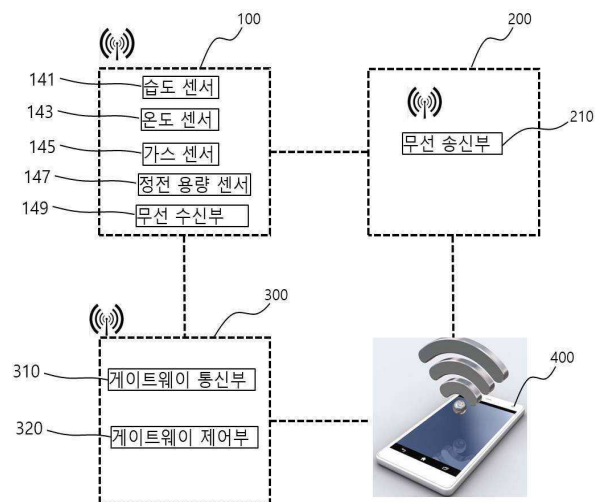 100
200
141
습도 센서
143
온도 센서
210
무선 송신부
145
가스 센서
147
정전 용량 센서
149
무선 수신부
300
310
게이트웨이 통신부
400
320
게이트웨이 제어부